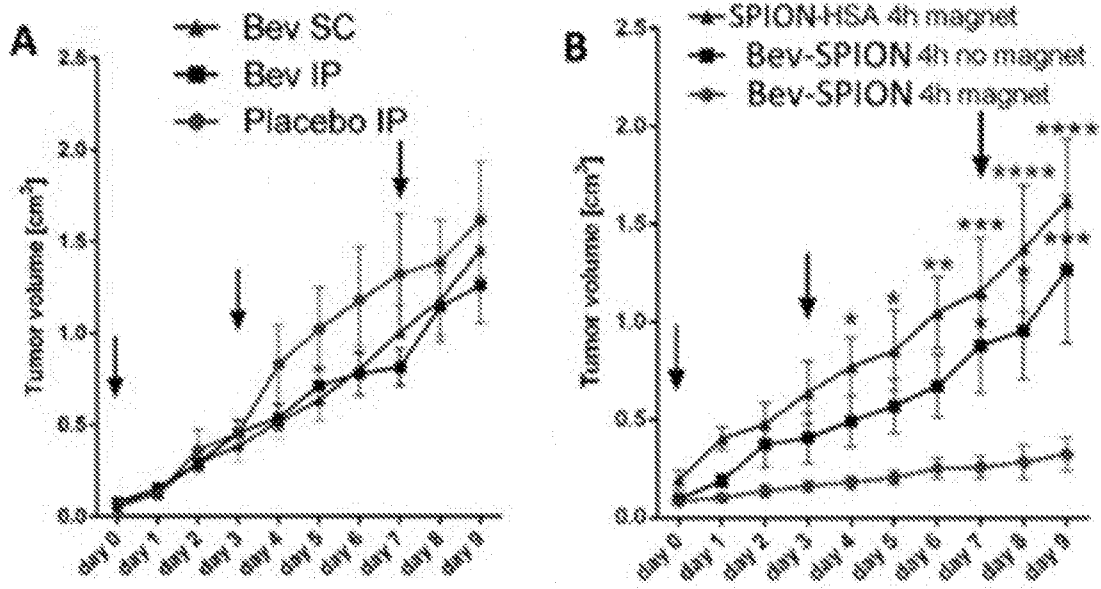 A
Bev SC
Bev IP
Placebo IP
Tumor volume [cm³]
2.5
2.0
1.5
1.0
0.5
0.0
day 0
day 1
day 2
day 3
day 4
day 5
day 6
day 7
day 8
day 9
B
SPION-HSA 4h magnet
Bev-SPION 4h no magnet
Bev-SPION 4h magnet
Tumor volume [cm³]
2.5
2.0
1.5
1.0
0.5
0.0
****
****
***
***
**
*
*
*
*
day 0
day 1
day 2
day 3
day 4
day 5
day 6
day 7
day 8
day 9